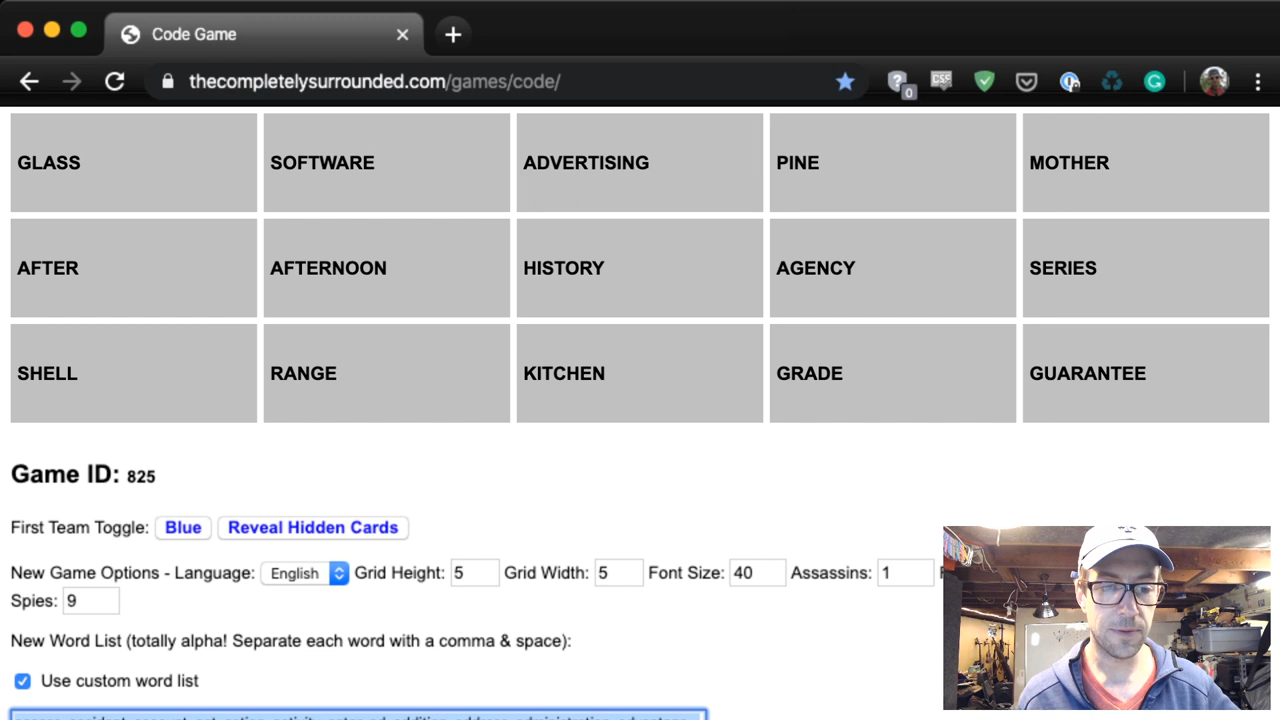 Code Game
thecompletelysurrounded.com/games/code/
CSS
0
GLASS SOFTWARE ADVERTISING PINE MOTHER
AFTER AFTERNOON HISTORY AGENCY SERIES
SHELL RANGE KITCHEN GRADE GUARANTEE
Game ID: 825
First Team Toggle: Blue Reveal Hidden Cards
New Game Options - Language: English Grid Height: 5 Grid Width: 5 Font Size: 40 Assassins: 1
Spies: 9
New Word List (totally alpha! Separate each word with a comma & space):
Use custom word list